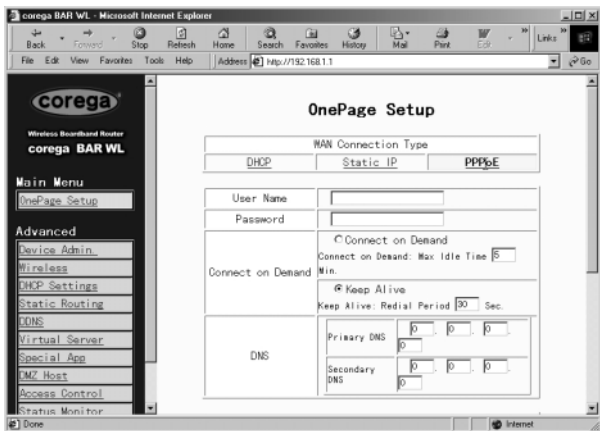 corega BAR WL - Microsoft Internet Explorer
Back Forward Stop Refresh Home Search Favorites History Mail Print Edit » Links »
File Edit View Favorites Tools Help Address http://192.168.1.1 Go
corega
Wireless Boardband Router
corega BAR WL
Main Menu
OnePage Setup
Advanced
Device Admin.
Wireless
DHCP Settings
Static Routing
DDNS
Virtual Server
Special App
DMZ Host
Access Control
Status Monitor
OnePage Setup
WAN Connection Type
DHCP Static IP PPPoE
User Name
Password
Connect on Demand
Connect on Demand
Connect on Demand: Max Idle Time 5
Min.
Keep Alive
Keep Alive: Redial Period 30 Sec.
DNS
Primary DNS 0 . 0 . 0 .
0
Secondary DNS 0 . 0 . 0 .
0
Done Internet